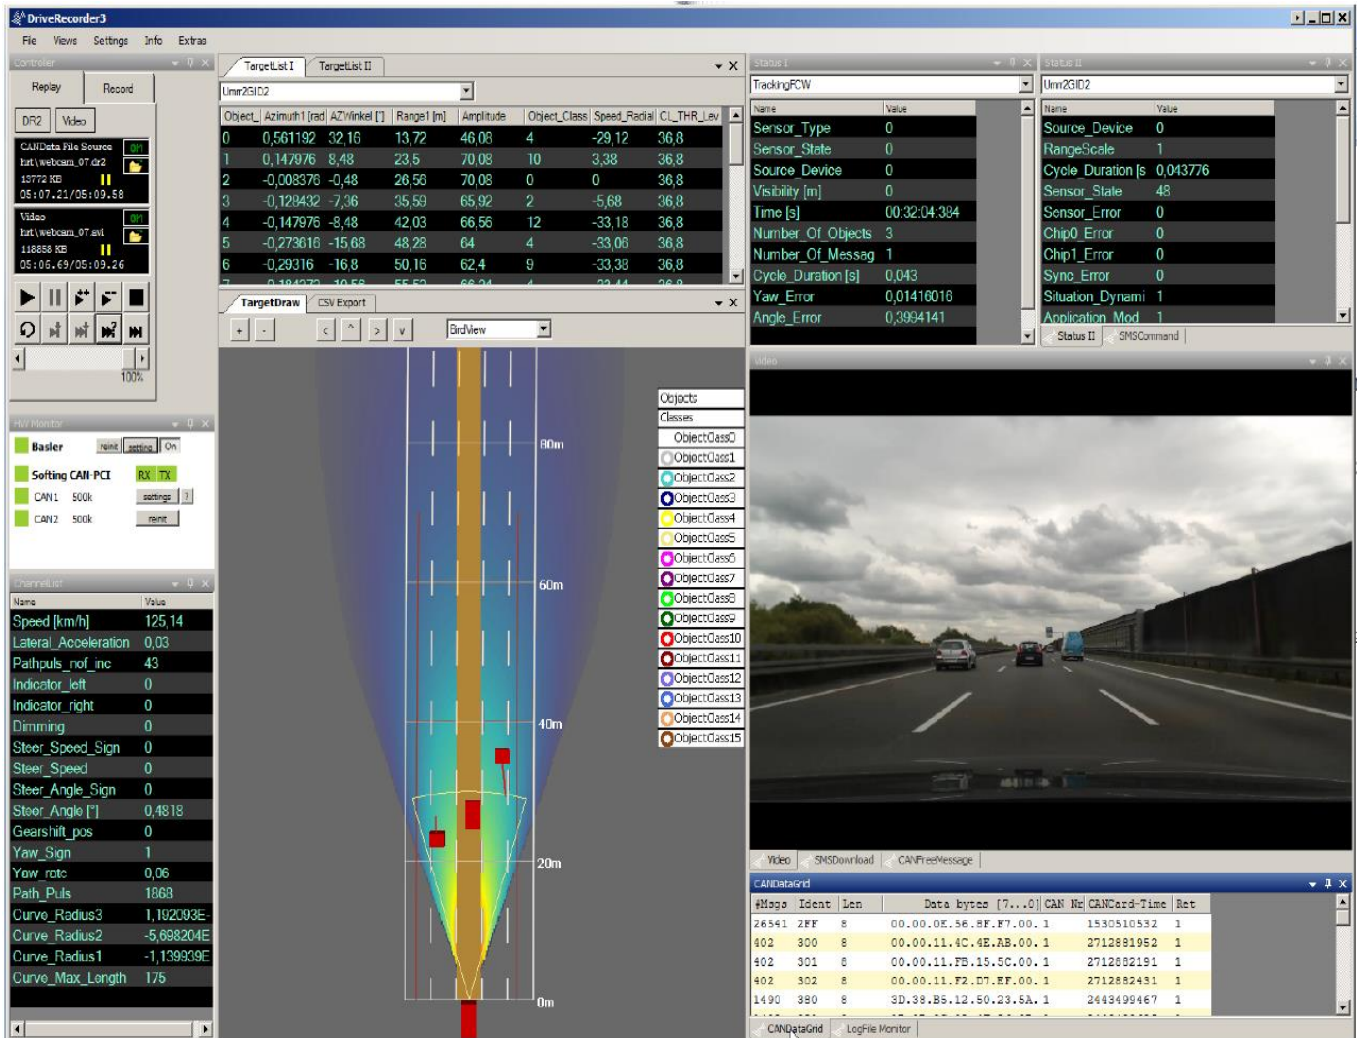 DriveRecorder3
File Views Settings Info Extras
Controller
Replay Record
DR2 Video
CANData File Source ON
hrt\webcam_07.dr2
13772 KB
05:07.21/05:09.58
Video ON
hrt\webcam_07.avi
118858 KB
05:06.69/05:09.26
100%
HW Monitor
Basler reinit setting On
Softing CAN-PCI RX TX
CAN1 500k settings ?
CAN2 500k reinit
ChannelList
Name Value
Speed [km/h] 125,14
Lateral_Acceleration 0,03
Pathpuls_nof_inc 43
Indicator_left 0
Indicator_right 0
Dimming 0
Steer_Speed_Sign 0
Steer_Speed 0
Steer_Angle_Sign 0
Steer_Angle [°] 0,4818
Gearshift_pos 0
Yaw_Sign 1
Yaw_rate 0,06
Path_Puls 1868
Curve_Radius3 1,192093E-
Curve_Radius2 -5,698204E
Curve_Radius1 -1,139939E
Curve_Max_Length 175
TargetList I TargetList II
Umrr2GID2
Object_ Azimuth1 [rad AZWinkel [°] Range1 [m] Amplitude Object_Class Speed_Radial CL_THR_Lev
0 0,561192 32,16 13,72 46,08 4 -29,12 36,8
1 0,147976 8,48 23,5 70,08 10 3,38 36,8
2 -0,008376 -0,48 26,56 70,08 0 0 36,8
3 -0,128432 -7,36 35,59 65,92 2 -5,68 36,8
4 -0,147976 -8,48 42,03 66,56 12 -33,18 36,8
5 -0,273616 -15,68 48,28 64 4 -33,06 36,8
6 -0,29316 -16,8 50,16 62,4 9 -33,38 36,8
TargetDraw CSV Export
+ - < ^ > v BirdView
80m
60m
40m
20m
0m
Objects
Classes
ObjectClass0
ObjectClass1
ObjectClass2
ObjectClass3
ObjectClass4
ObjectClass5
ObjectClass6
ObjectClass7
ObjectClass8
ObjectClass9
ObjectClass10
ObjectClass11
ObjectClass12
ObjectClass13
ObjectClass14
ObjectClass15
Status I
TrackingFCW
Name Value
Sensor_Type 0
Sensor_State 0
Source_Device 0
Visibility [m] 0
Time [s] 00:32:04:384
Number_Of_Objects 3
Number_Of_Messag 1
Cycle_Duration [s] 0,043
Yaw_Error 0,01416016
Angle_Error 0,3994141
Status II
Umrr2GID2
Name Value
Source_Device 0
RangeScale 1
Cycle_Duration [s 0,043776
Sensor_State 48
Sensor_Error 0
Chip0_Error 0
Chip1_Error 0
Sync_Error 0
Situation_Dynami 1
Application_Mod 1
Status II SMSCommand
Video
Video SMSDownload CANFreeMessage
CANDataGrid
#Msgs Ident Len Data bytes [7...0] CAN Nr CANCard-Time Ret
26541 2FF 8 00.00.0E.56.8F.F7.00. 1 1530510532 1
402 300 8 00.00.11.4C.4E.AB.00. 1 2712881952 1
402 301 8 00.00.11.FB.15.5C.00. 1 2712882191 1
402 302 8 00.00.11.F2.D7.EF.00. 1 2712882431 1
1490 380 8 3D.38.B5.12.50.23.5A. 1 2443499467 1
CANDataGrid LogFile Monitor